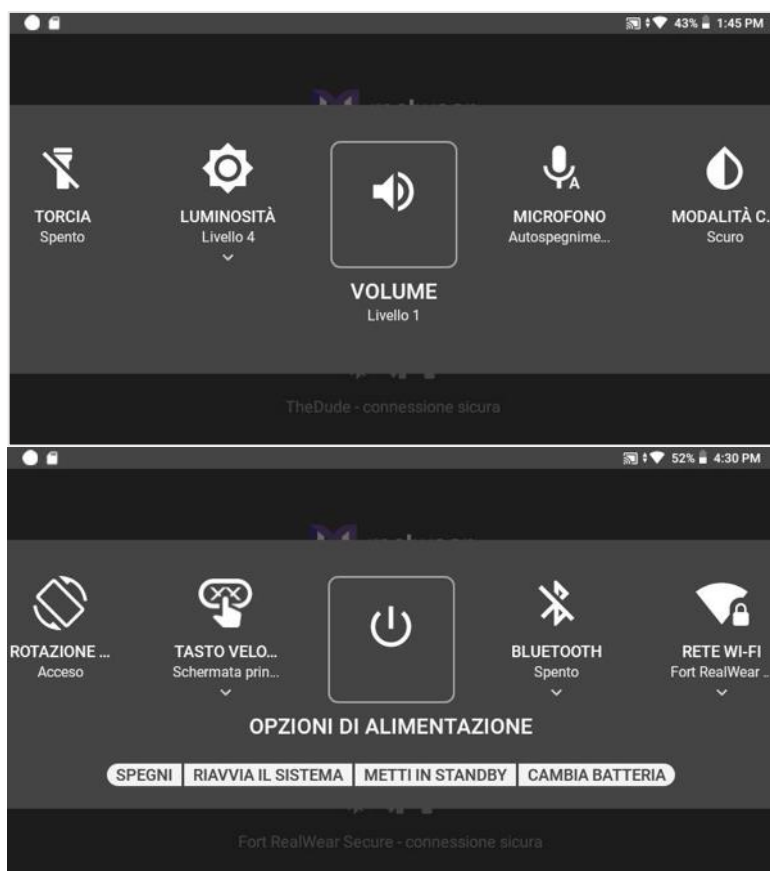 43% 1:45 PM
TORCIA
Spento
LUMINOSITÀ
Livello 4
VOLUME
Livello 1
MICROFONO
Autospegnime...
MODALITÀ C.
Scuro
TheDude - connessione sicura
52% 4:30 PM
ROTAZIONE ...
Acceso
TASTO VELO...
Schermata prin...
OPZIONI DI ALIMENTAZIONE
SPEGNI
RIAVVIA IL SISTEMA
METTI IN STANDBY
CAMBIA BATTERIA
BLUETOOTH
Spento
RETE WI-FI
Fort RealWear ..
Fort RealWear Secure - connessione sicura